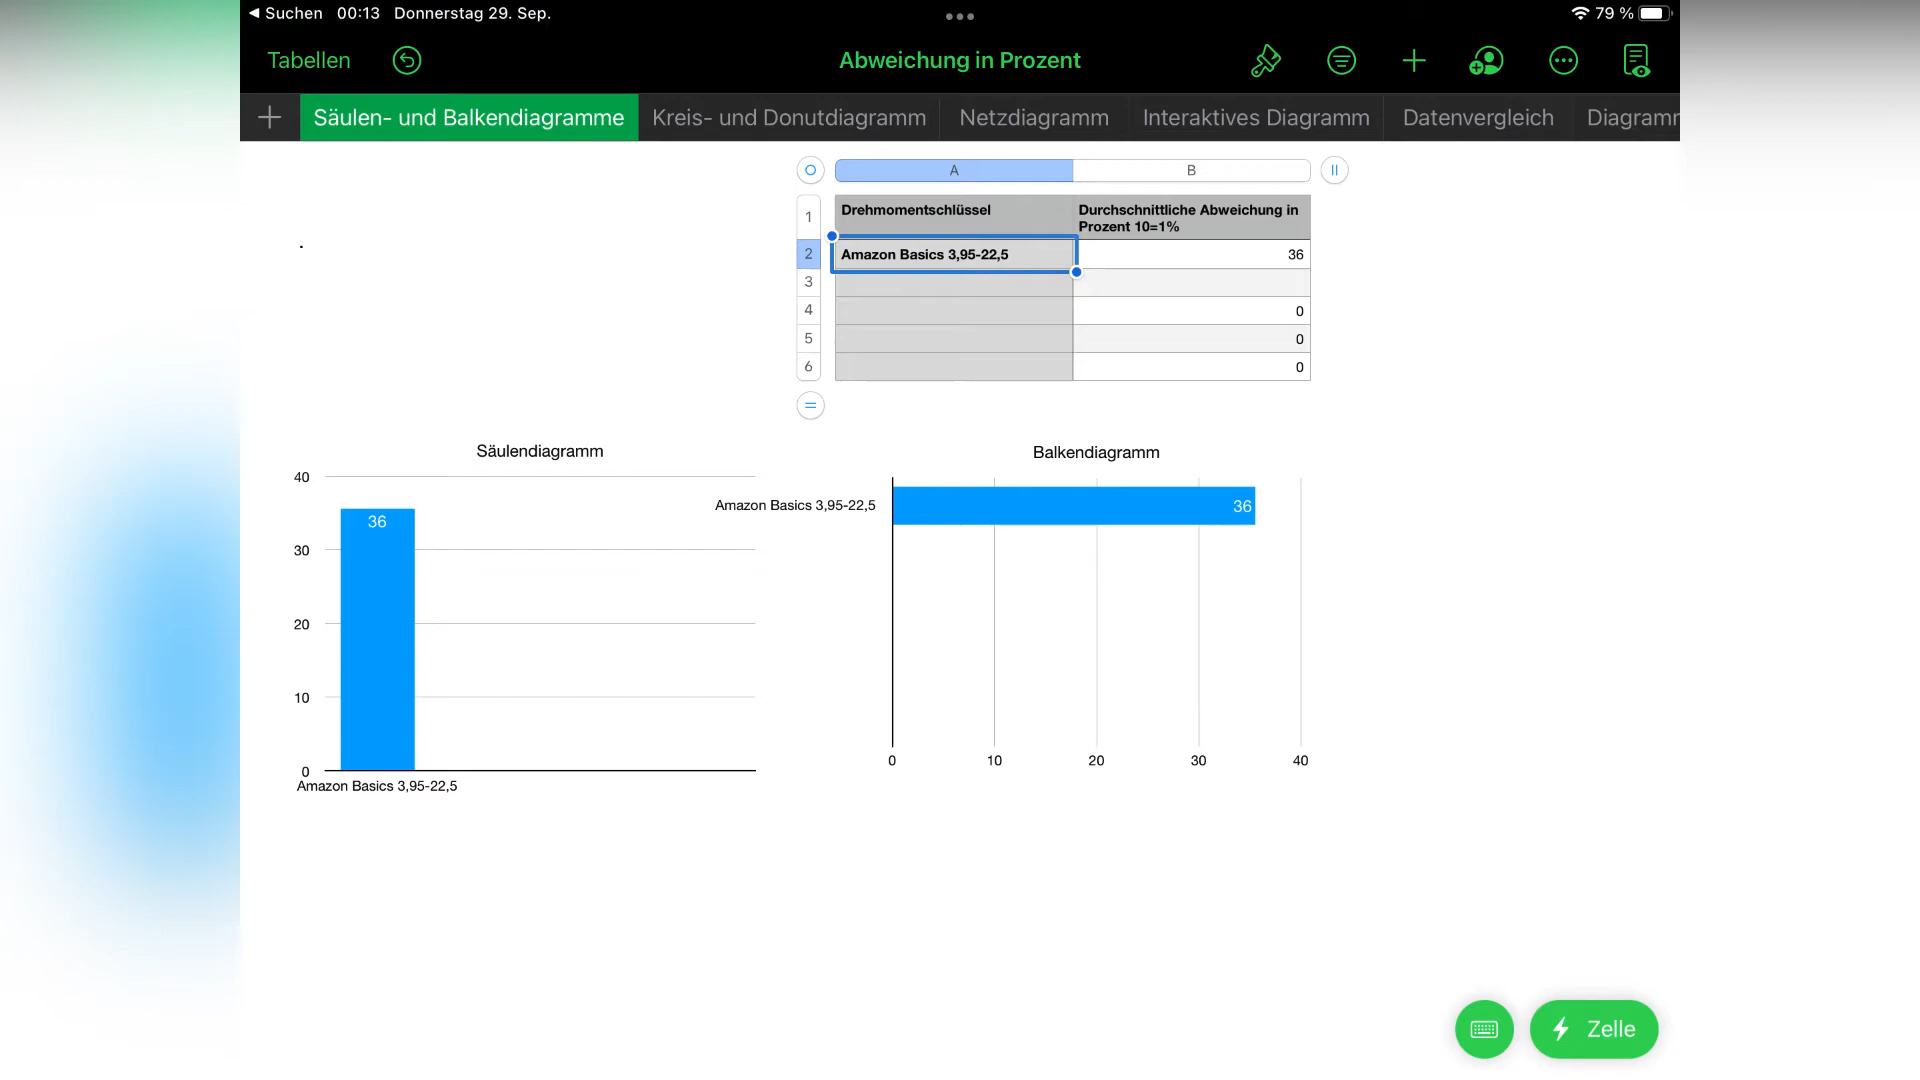 Suchen 00:13 Donnerstag 29. Sep.
79 %
Tabellen
Abweichung in Prozent
Säulen- und Balkendiagramme
Kreis- und Donutdiagramm
Netzdiagramm
Interaktives Diagramm
Datenvergleich
Diagramm
A
B
1
Drehmomentschlüssel
Durchschnittliche Abweichung in
Prozent 10=1%
2
Amazon Basics 3,95-22,5
36
3
4
0
5
0
6
0
.
Säulendiagramm
40
30
20
10
0
36
Amazon Basics 3,95-22,5
Balkendiagramm
Amazon Basics 3,95-22,5
36
0
10
20
30
40
Zelle